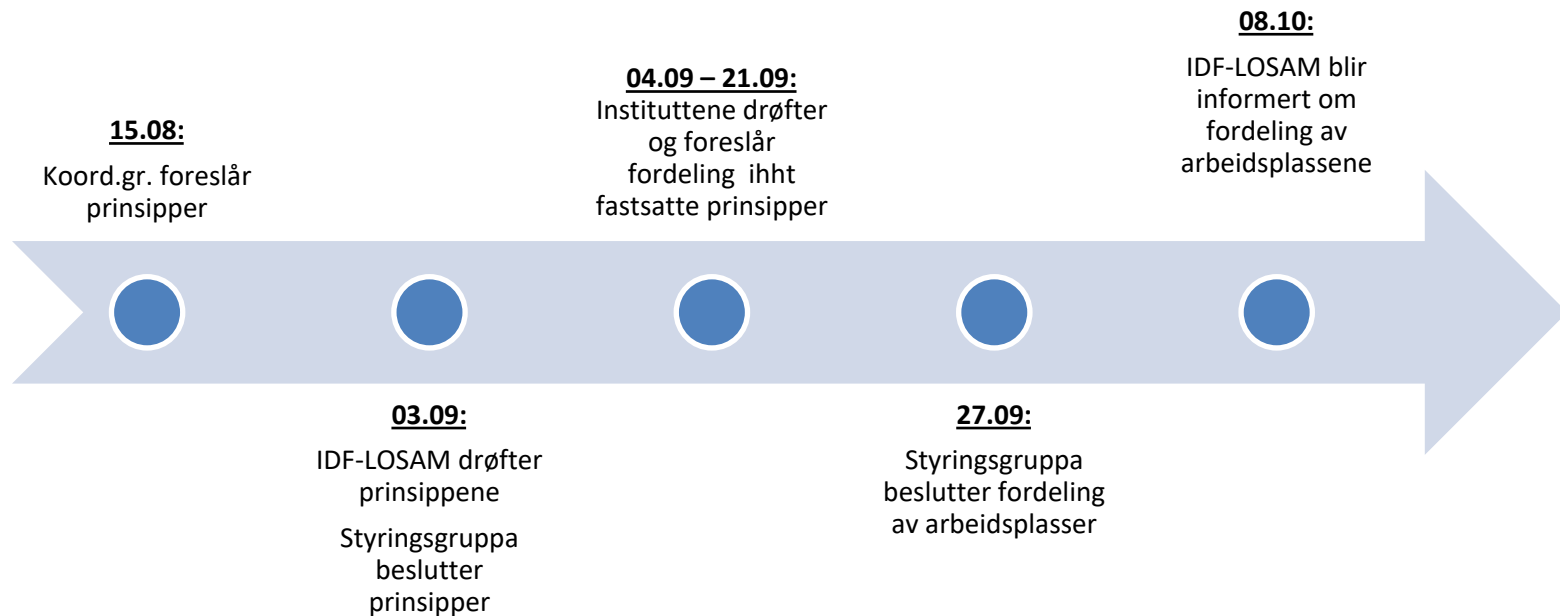 15.08:
Koord.gr. foreslår
prinsipper
03.09:
IDF-LOSAM drøfter
prinsippene
Styringsgruppa
beslutter
prinsipper
04.09 – 21.09:
Instituttene drøfter
og foreslår
fordeling  ihht
fastsatte prinsipper
27.09:
Styringsgruppa
beslutter fordeling
av arbeidsplasser
08.10:
IDF-LOSAM blir
informert om
fordeling av
arbeidsplassene